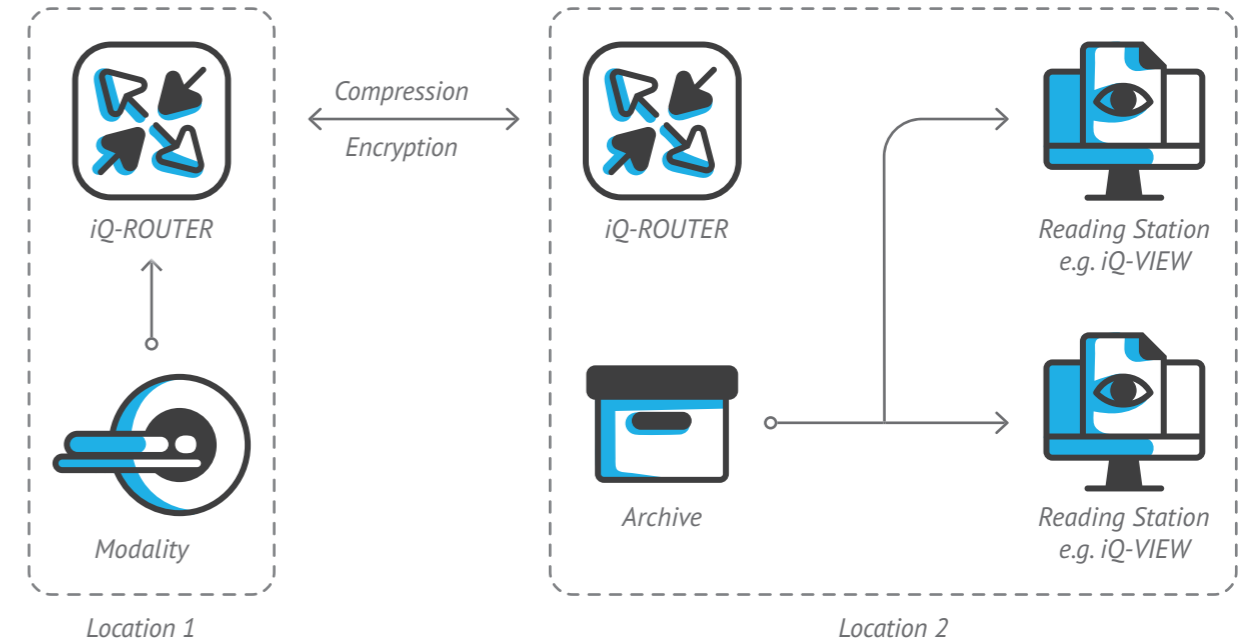 Compression
Encryption
iQ-ROUTER
iQ-ROUTER
Reading Station
e.g. iQ-VIEW
Modality
Archive
Reading Station
e.g. iQ-VIEW
Location 1
Location 2